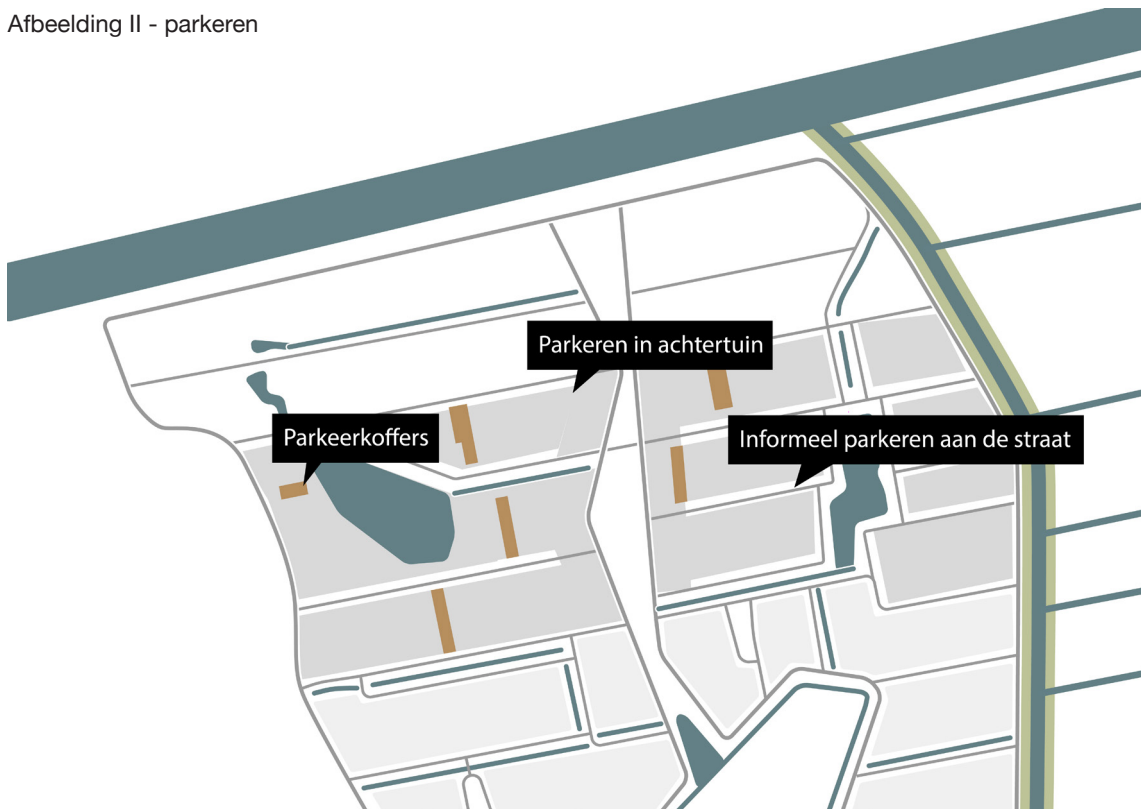 Afbeelding II - parkeren
Parkeren in achtertuin
Parkeerkoffers
Informeel parkeren aan de straat